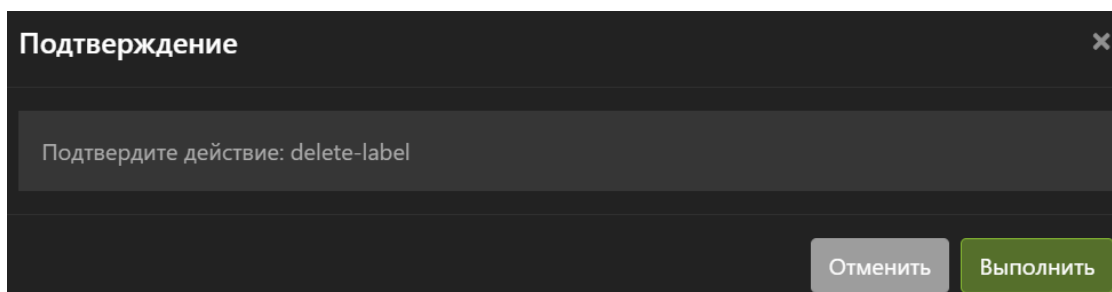 Подтверждение
Подтвердите действие: delete-label
Отменить
Выполнить